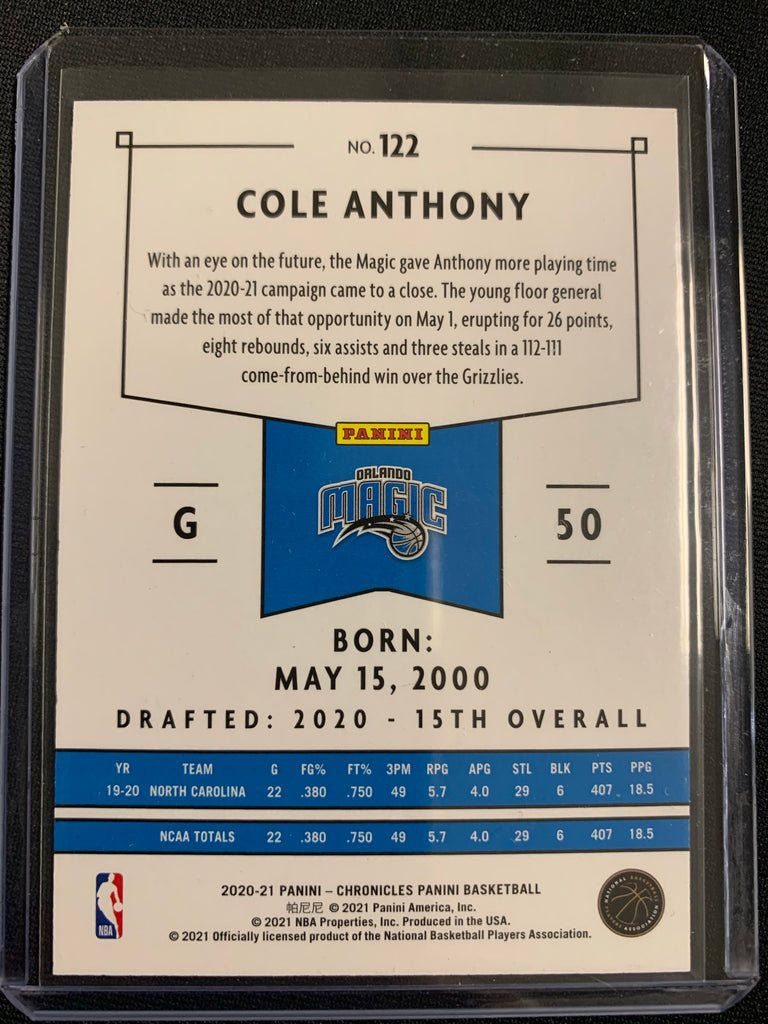 NO. 122
COLE ANTHONY
With an eye on the future, the Magic gave Anthony more playing time
as the 2020-21 campaign came to a close. The young floor general
made the most of that opportunity on May 1, erupting for 26 points,
eight rebounds, six assists and three steals in a 112-111
come-from-behind win over the Grizzlies.
PANINI
ORLANDO
MAGIC
G
50
BORN:
MAY 15, 2000
DRAFTED: 2020 - 15TH OVERALL
YR TEAM G FG% FT% 3PM RPG APG STL BLK PTS PPG
19-20 NORTH CAROLINA 22 .380 .750 49 5.7 4.0 29 6 407 18.5
NCAA TOTALS 22 .380 .750 49 5.7 4.0 29 6 407 18.5
2020-21 PANINI – CHRONICLES PANINI BASKETBALL
帕尼尼 © 2021 Panini America, Inc.
© 2021 NBA Properties, Inc. Produced in the USA.
© 2021 Officially licensed product of the National Basketball Players Association.
NBA
NATIONAL BASKETBALL
PLAYERS ASSOCIATION